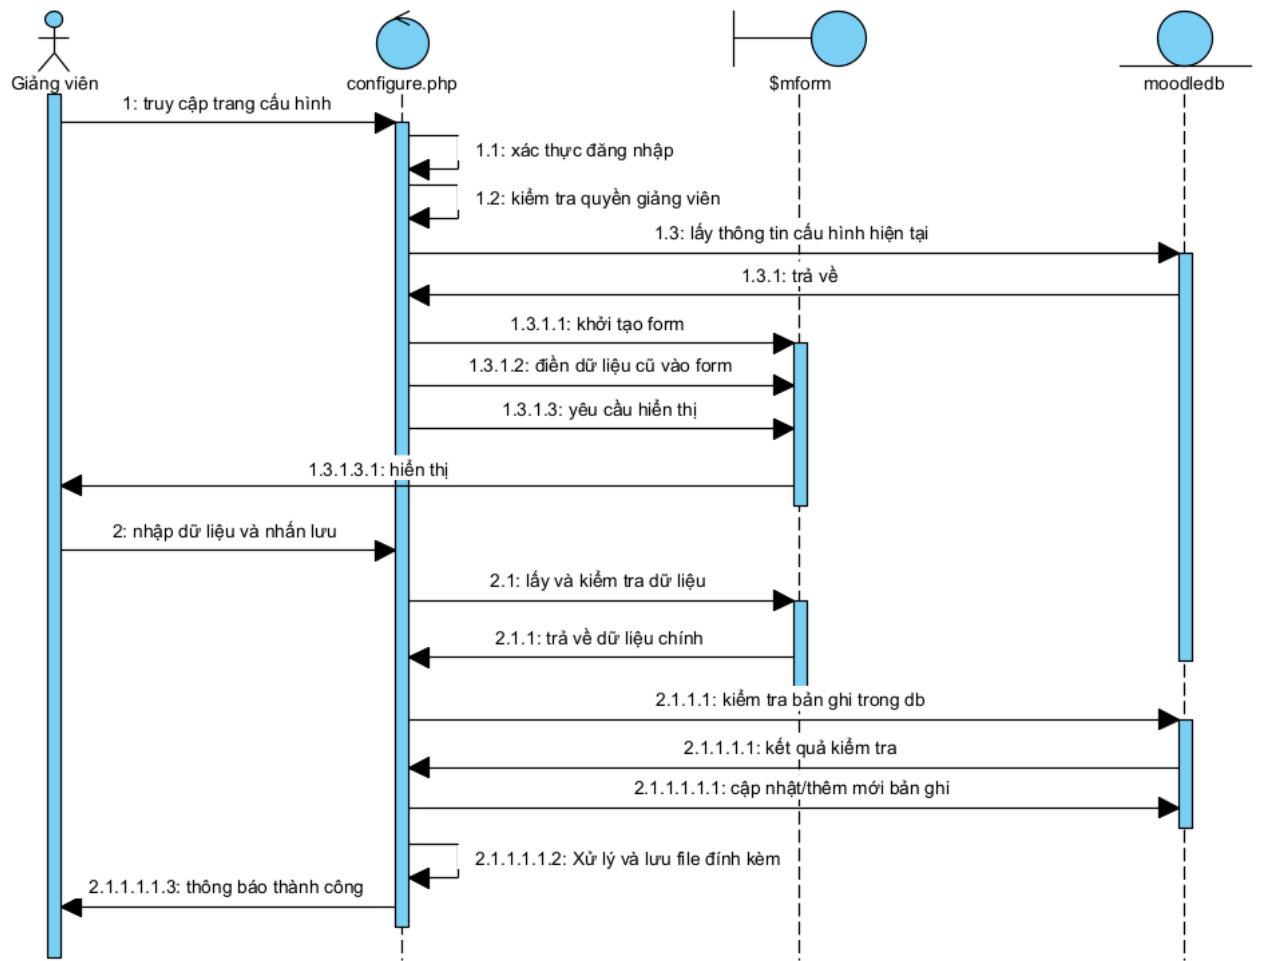 Giảng viên
configure.php
$mform
moodledb
1: truy cập trang cấu hình
1.1: xác thực đăng nhập
1.2: kiểm tra quyền giảng viên
1.3: lấy thông tin cấu hình hiện tại
1.3.1: trả về
1.3.1.1: khởi tạo form
1.3.1.2: điền dữ liệu cũ vào form
1.3.1.3: yêu cầu hiển thị
1.3.1.3.1: hiển thị
2: nhập dữ liệu và nhấn lưu
2.1: lấy và kiểm tra dữ liệu
2.1.1: trả về dữ liệu chính
2.1.1.1: kiểm tra bản ghi trong db
2.1.1.1.1: kết quả kiểm tra
2.1.1.1.1.1: cập nhật/thêm mới bản ghi
2.1.1.1.1.2: Xử lý và lưu file đính kèm
2.1.1.1.1.3: thông báo thành công